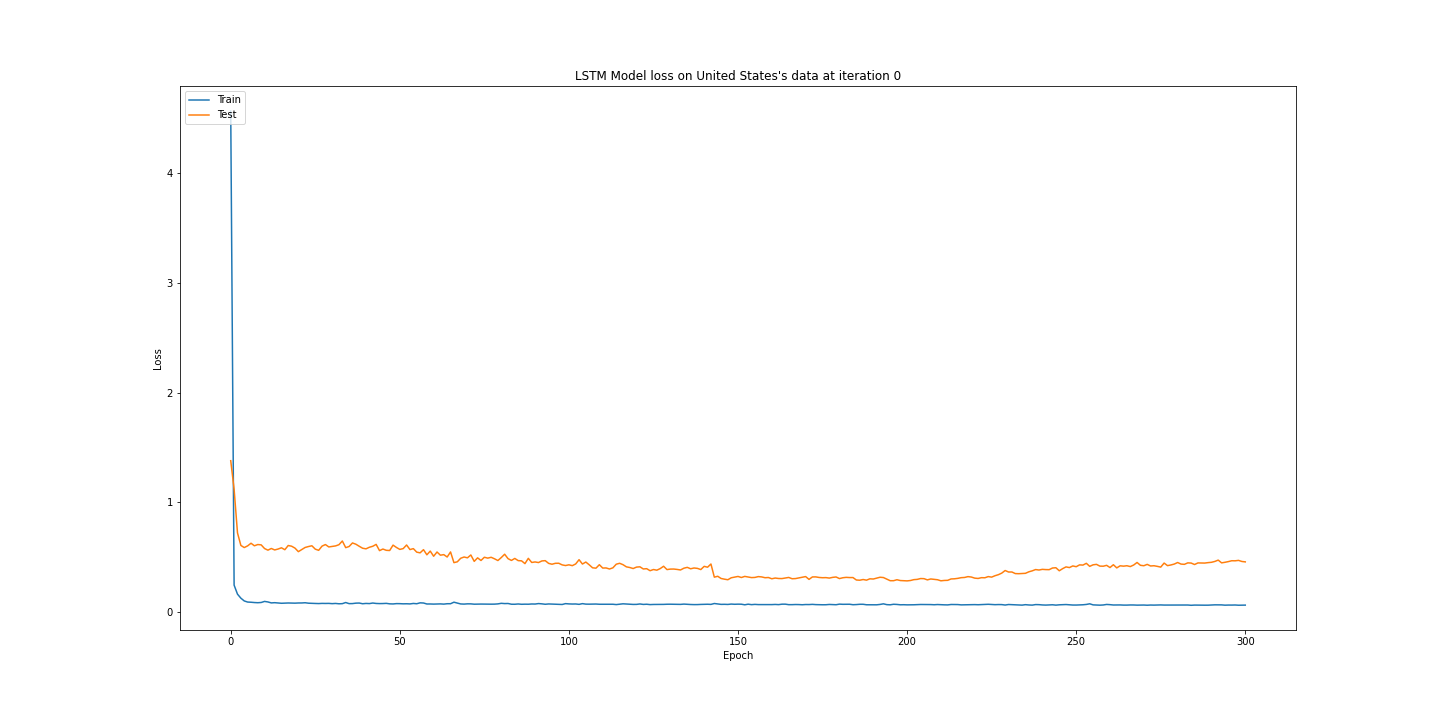 LSTM Model loss on United States's data at iteration 0
Train
Test
4
3
2
1
0
Loss
0 50 100 150 200 250 300
Epoch